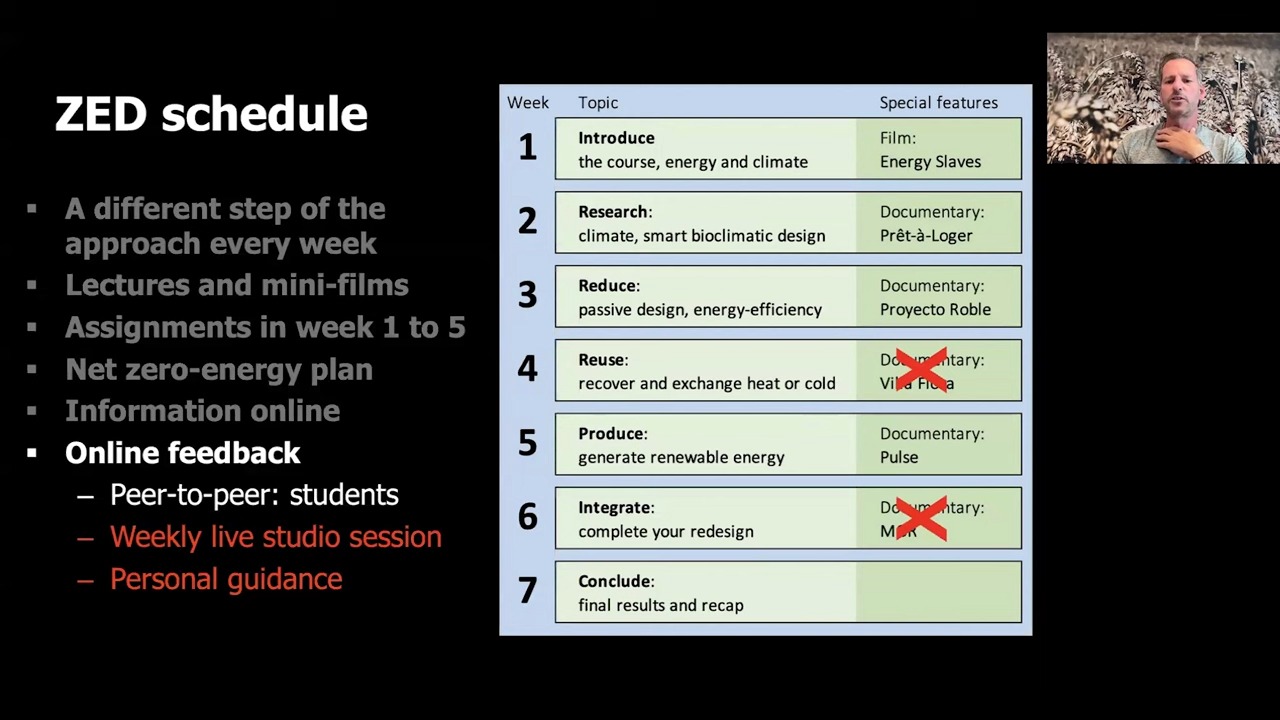 ZED schedule
▪ A different step of the
approach every week
▪ Lectures and mini-films
▪ Assignments in week 1 to 5
▪ Net zero-energy plan
▪ Information online
▪ Online feedback
– Peer-to-peer: students
– Weekly live studio session
– Personal guidance
Week Topic Special features
1 Introduce Film:
the course, energy and climate Energy Slaves
2 Research: Documentary:
climate, smart bioclimatic design Prêt-à-Loger
3 Reduce: Documentary:
passive design, energy-efficiency Proyecto Roble
4 Reuse: Documentary:
recover and exchange heat or cold Villa Flora
5 Produce: Documentary:
generate renewable energy Pulse
6 Integrate: Documentary:
complete your redesign
7 Conclude:
final results and recap